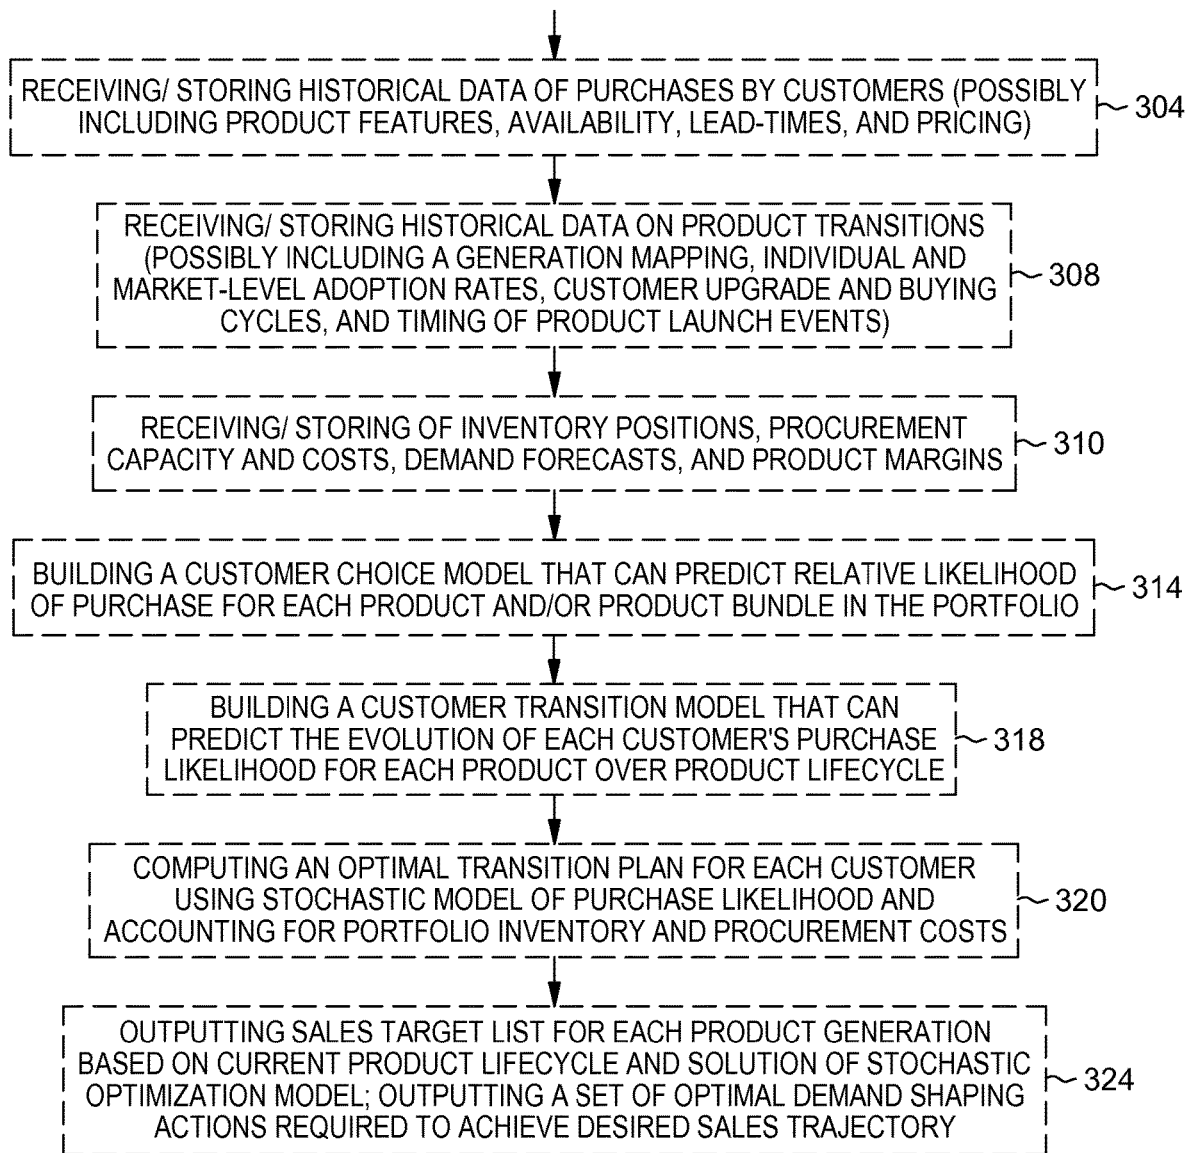 RECEIVING/ STORING HISTORICAL DATA OF PURCHASES BY CUSTOMERS (POSSIBLY
INCLUDING PRODUCT FEATURES, AVAILABILITY, LEAD-TIMES, AND PRICING)
304
RECEIVING/ STORING HISTORICAL DATA ON PRODUCT TRANSITIONS
(POSSIBLY INCLUDING A GENERATION MAPPING, INDIVIDUAL AND
MARKET-LEVEL ADOPTION RATES, CUSTOMER UPGRADE AND BUYING
CYCLES, AND TIMING OF PRODUCT LAUNCH EVENTS)
308
RECEIVING/ STORING OF INVENTORY POSITIONS, PROCUREMENT
CAPACITY AND COSTS, DEMAND FORECASTS, AND PRODUCT MARGINS
310
BUILDING A CUSTOMER CHOICE MODEL THAT CAN PREDICT RELATIVE LIKELIHOOD
OF PURCHASE FOR EACH PRODUCT AND/OR PRODUCT BUNDLE IN THE PORTFOLIO
314
BUILDING A CUSTOMER TRANSITION MODEL THAT CAN
PREDICT THE EVOLUTION OF EACH CUSTOMER'S PURCHASE
LIKELIHOOD FOR EACH PRODUCT OVER PRODUCT LIFECYCLE
318
COMPUTING AN OPTIMAL TRANSITION PLAN FOR EACH CUSTOMER
USING STOCHASTIC MODEL OF PURCHASE LIKELIHOOD AND
ACCOUNTING FOR PORTFOLIO INVENTORY AND PROCUREMENT COSTS
320
OUTPUTTING SALES TARGET LIST FOR EACH PRODUCT GENERATION
BASED ON CURRENT PRODUCT LIFECYCLE AND SOLUTION OF STOCHASTIC
OPTIMIZATION MODEL; OUTPUTTING A SET OF OPTIMAL DEMAND SHAPING
ACTIONS REQUIRED TO ACHIEVE DESIRED SALES TRAJECTORY
324